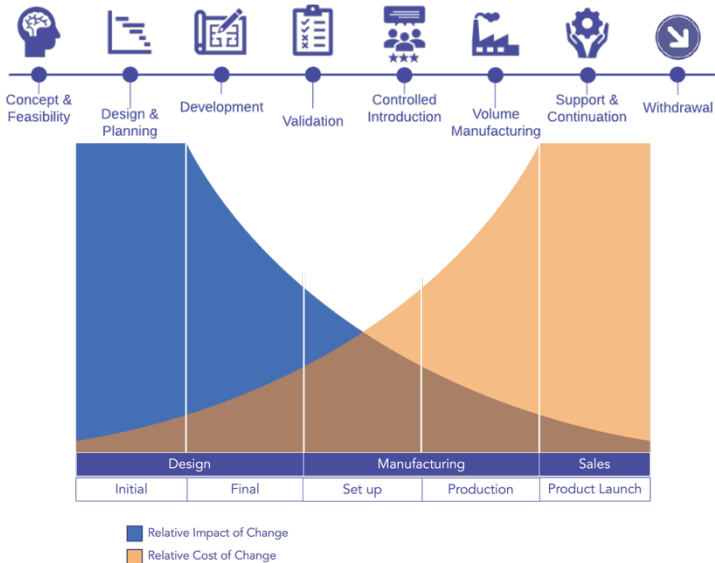 Concept &
Feasibility
Design &
Planning
Development
Validation
Controlled
Introduction
Volume
Manufacturing
Support &
Continuation
Withdrawal
Design
Manufacturing
Sales
Initial
Final
Set up
Production
Product Launch
Relative Impact of Change
Relative Cost of Change